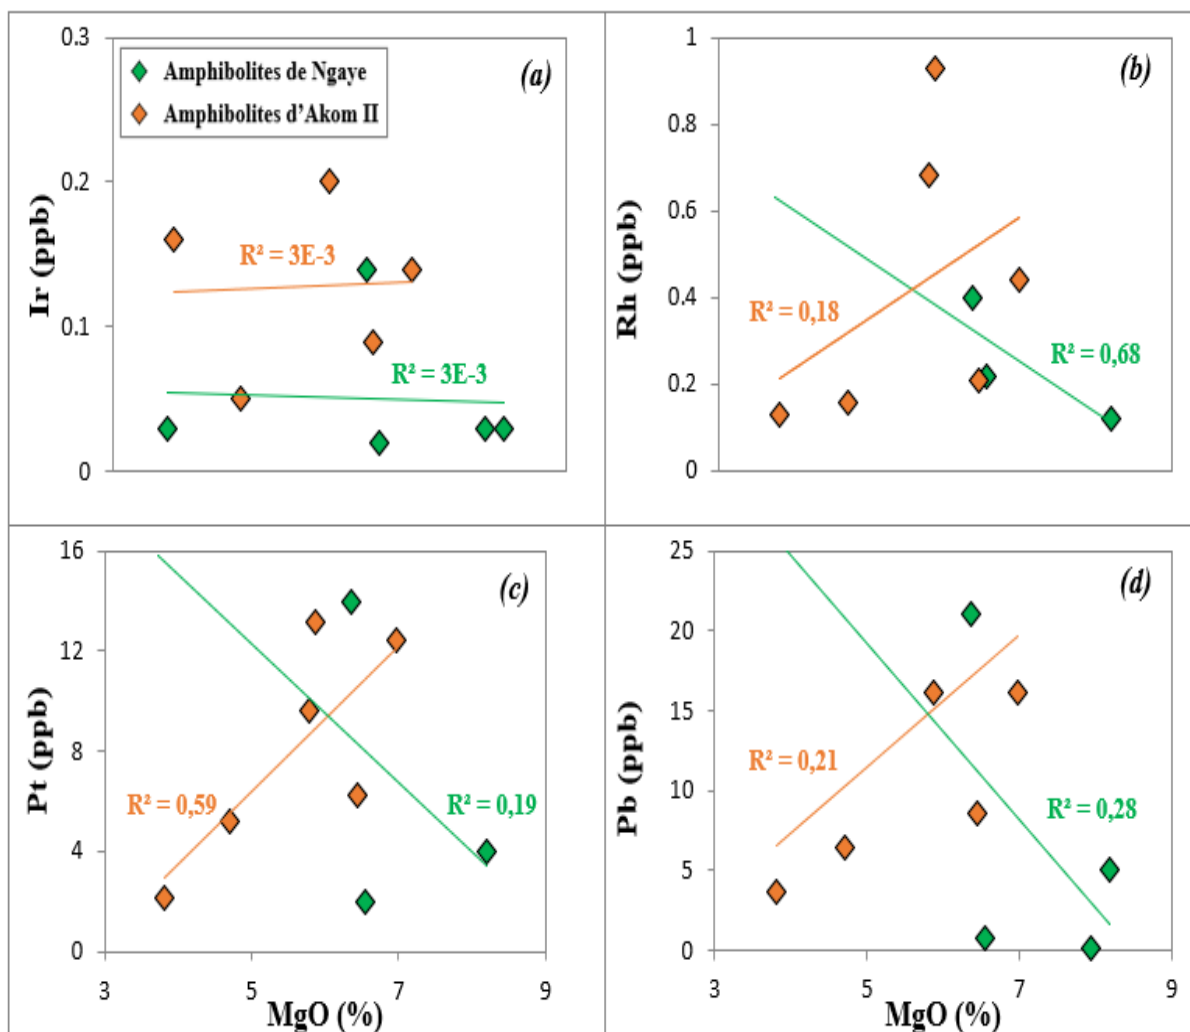 0.3
Amphibolites de Ngaye
Amphibolites d'Akom II
(a)
0.2
0.1
0
Ir (ppb)
R² = 3E-3
R² = 3E-3
1
(b)
0.8
0.6
0.4
0.2
0
Rh (ppb)
R² = 0,18
R² = 0,68
16
(c)
12
8
4
0
Pt (ppb)
R² = 0,59
R² = 0,19
3 5 7 9
MgO (%)
25
(d)
20
15
10
5
0
Pb (ppb)
R² = 0,21
R² = 0,28
3 5 7 9
MgO (%)